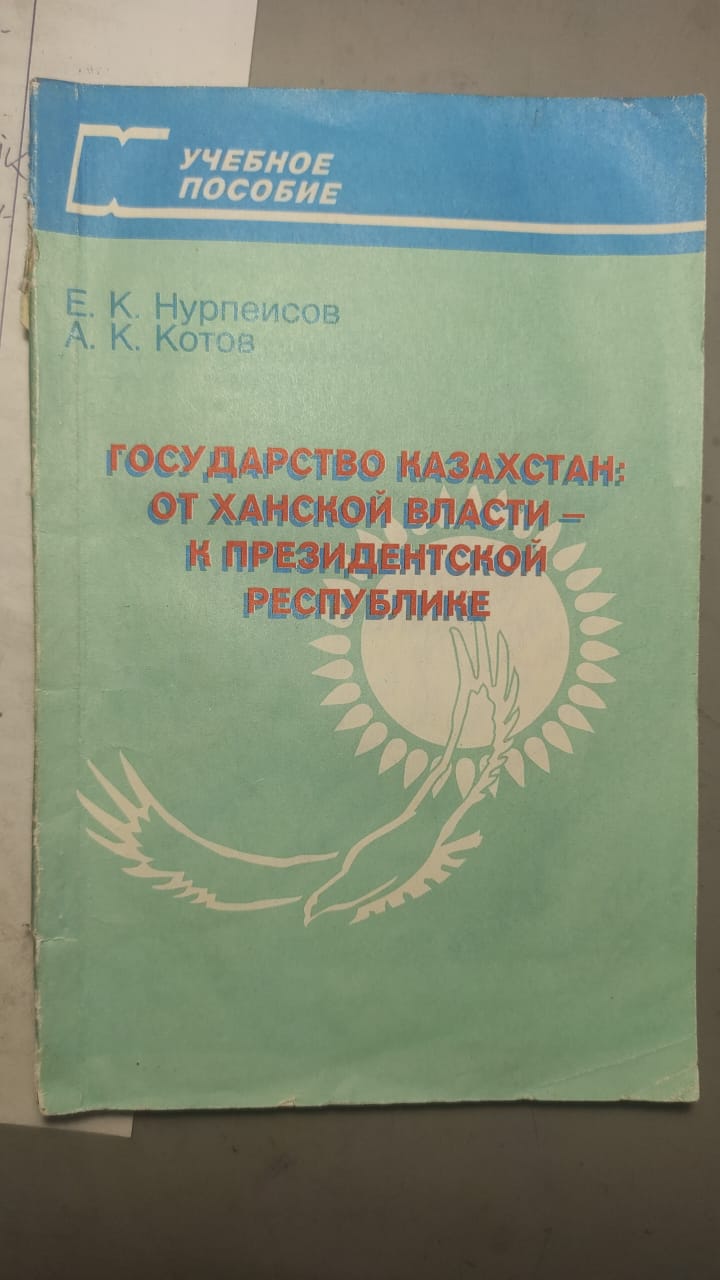 УЧЕБНОЕ
ПОСОБИЕ
Е. К. Нурпеисов
А. К. Котов
ГОСУДАРСТВО КАЗАХСТАН:
ОТ ХАНСКОЙ ВЛАСТИ –
К ПРЕЗИДЕНТСКОЙ
РЕСПУБЛИКЕ